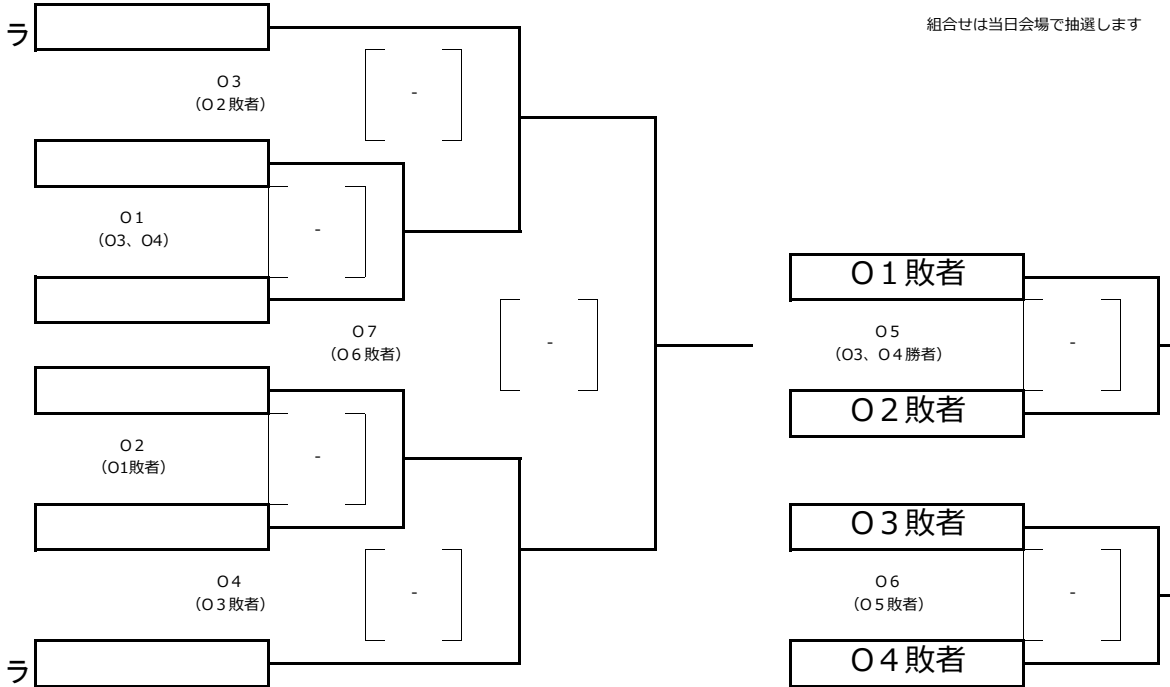 組合せは当日会場で抽選します
ラ
O３
（O２敗者）
-
O１
（O3、O4）
-
O７
（O６敗者）
-
O２
（O1敗者）
-
O４
（O３敗者）
-
ラ
O１敗者
O５
（O3、O４勝者）
-
O２敗者
O３敗者
O６
（O５敗者）
-
O４敗者